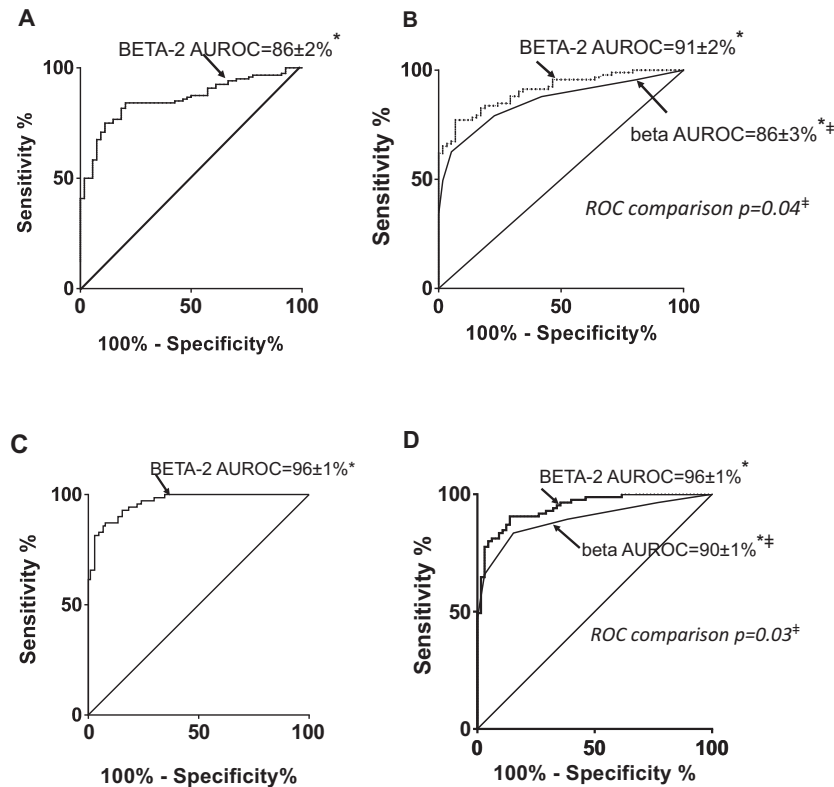 A
BETA-2 AUROC=86±2%*
100
50
0
Sensitivity %
0 50 100
100% - Specificity%
B
BETA-2 AUROC=91±2%*
100
beta AUROC=86±3%*‡
50
ROC comparison p=0.04‡
0
Sensitivity %
0 50 100
100% - Specificity%
C
BETA-2 AUROC=96±1%*
100
50
0
Sensitivity %
0 50 100
100% - Specificity%
D
BETA-2 AUROC=96±1%*
100
beta AUROC=90±1%*‡
50
ROC comparison p=0.03‡
0
Sensitivity %
0 50 100
100% - Specificity %